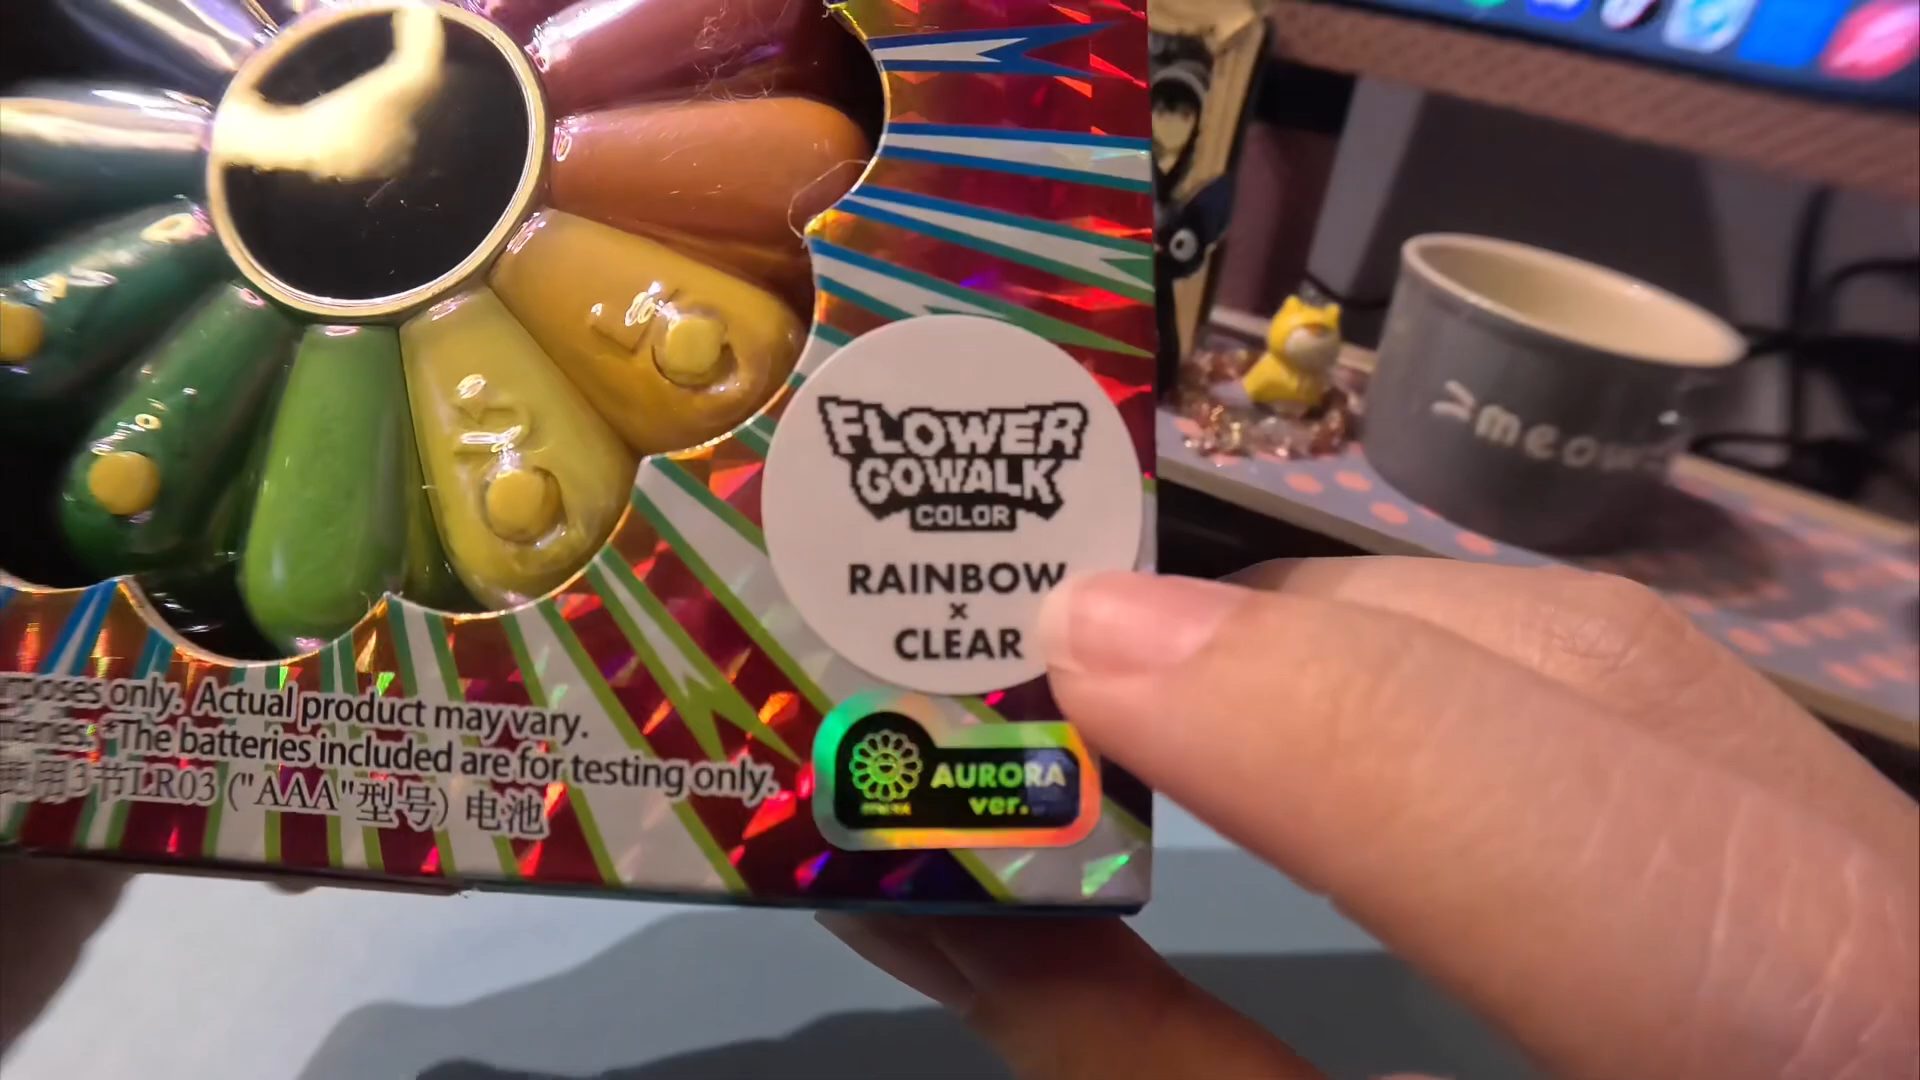 FLOWER
GOWALK
COLOR
RAINBOW
×
CLEAR
rposes only. Actual product may vary.
*The batteries included are for testing only.
用3节LR03 ("AAA"型号) 电池
AURORA
ver.
meow